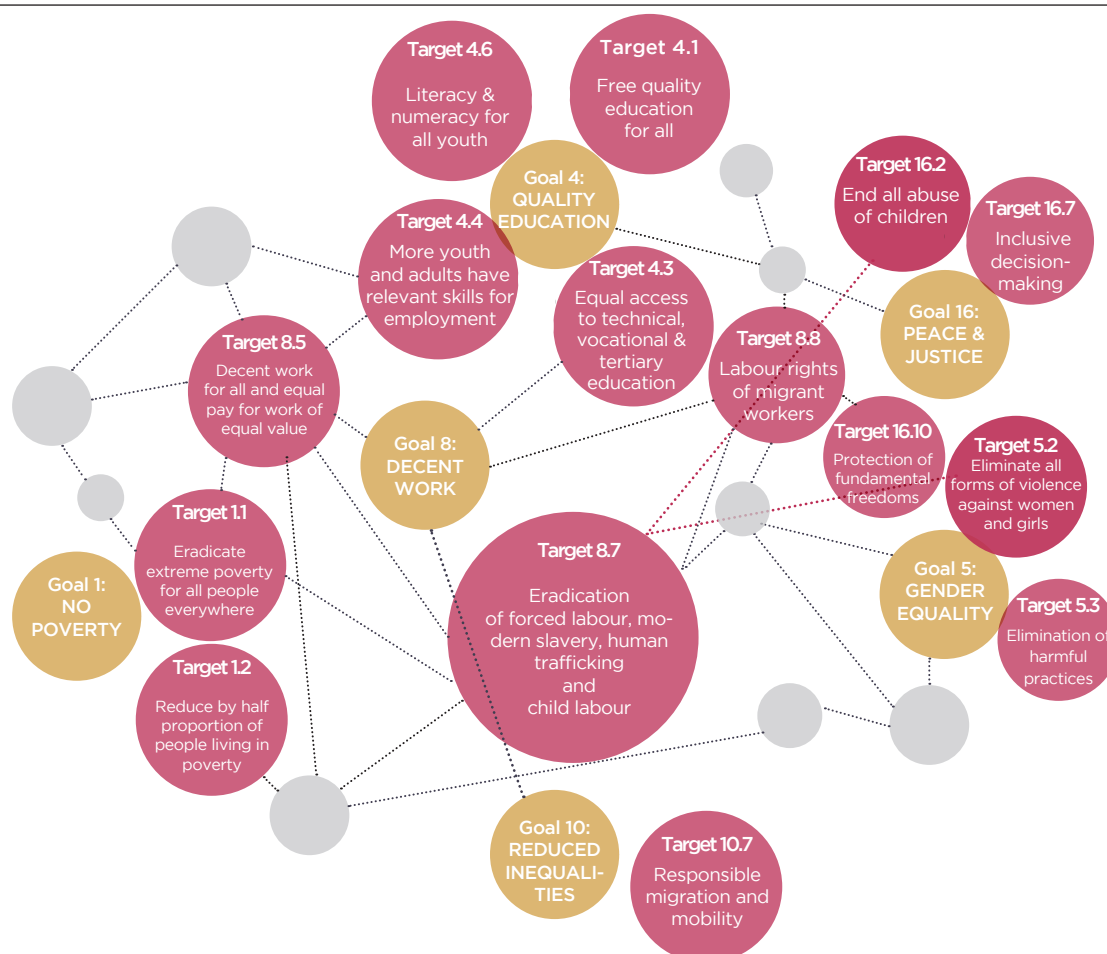 Target 4.6
Literacy &
numeracy for
all youth
Target 4.1
Free quality
education
for all
Goal 4:
QUALITY
EDUCATION
Target 16.2
End all abuse
of children
Target 16.7
Inclusive
decision-
making
Target 4.4
More youth
and adults have
relevant skills for
employment
Target 4.3
Equal access
to technical,
vocational &
tertiary
education
Goal 16:
PEACE &
JUSTICE
Target 8.5
Decent work
for all and equal
pay for work of
equal value
Target 8.8
Labour rights
of migrant
workers
Goal 8:
DECENT
WORK
Target 16.10
Protection of
fundamental
freedoms
Target 5.2
Eliminate all
forms of violence
against women
and girls
Target 1.1
Eradicate
extreme poverty
for all people
everywhere
Goal 1:
NO
POVERTY
Target 8.7
Eradication
of forced labour, mo-
dern slavery, human
trafficking
and
child labour
Goal 5:
GENDER
EQUALITY
Target 5.3
Elimination of
harmful
practices
Target 1.2
Reduce by half
proportion of
people living in
poverty
Goal 10:
REDUCED
INEQUALI-
TIES
Target 10.7
Responsible
migration and
mobility